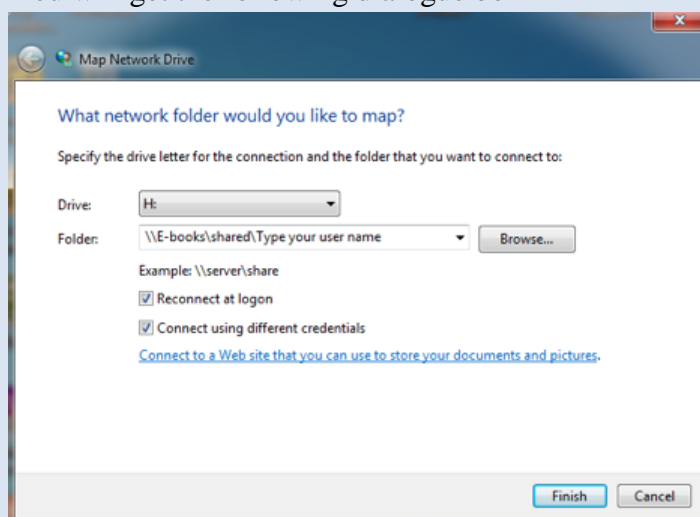 Map Network Drive
What network folder would you like to map?
Specify the drive letter for the connection and the folder that you want to connect to:
Drive: H:
Folder: \\E-books\shared\Type your user name Browse...
Example: \\server\share
Reconnect at logon
Connect using different credentials
Connect to a Web site that you can use to store your documents and pictures.
Finish Cancel